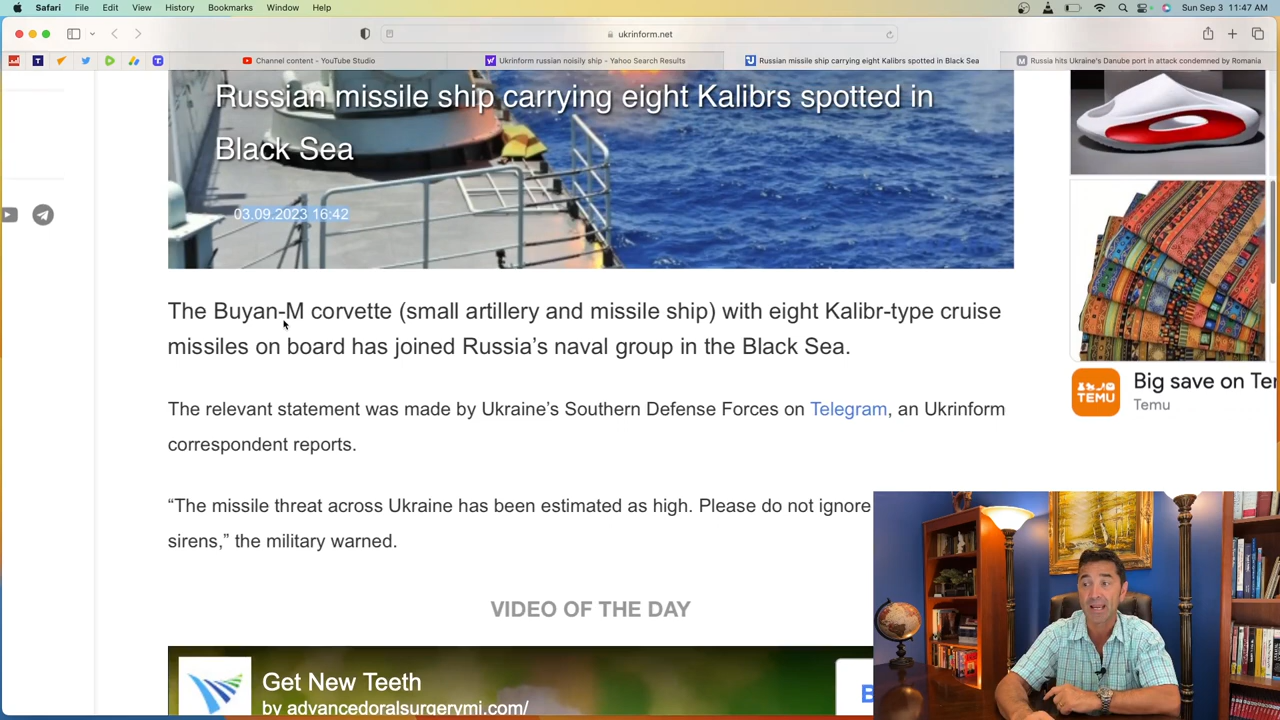 Safari File Edit View History Bookmarks Window Help Sun Sep 3 11:47 AM
ukrinform.net
Channel content - YouTube Studio
Ukrinform russian noisily ship - Yahoo Search Results
Russian missile ship carrying eight Kalibrs spotted in Black Sea
Russia hits Ukraine's Danube port in attack condemned by Romania
Russian missile ship carrying eight Kalibrs spotted in
Black Sea
03.09.2023 16:42
The Buyan-M corvette (small artillery and missile ship) with eight Kalibr-type cruise
missiles on board has joined Russia’s naval group in the Black Sea.
The relevant statement was made by Ukraine’s Southern Defense Forces on Telegram, an Ukrinform
correspondent reports.
“The missile threat across Ukraine has been estimated as high. Please do not ignore
sirens,” the military warned.
VIDEO OF THE DAY
Get New Teeth
by advancedoralsurgerymi.com/
B
TEMU
Big save on Te
Temu